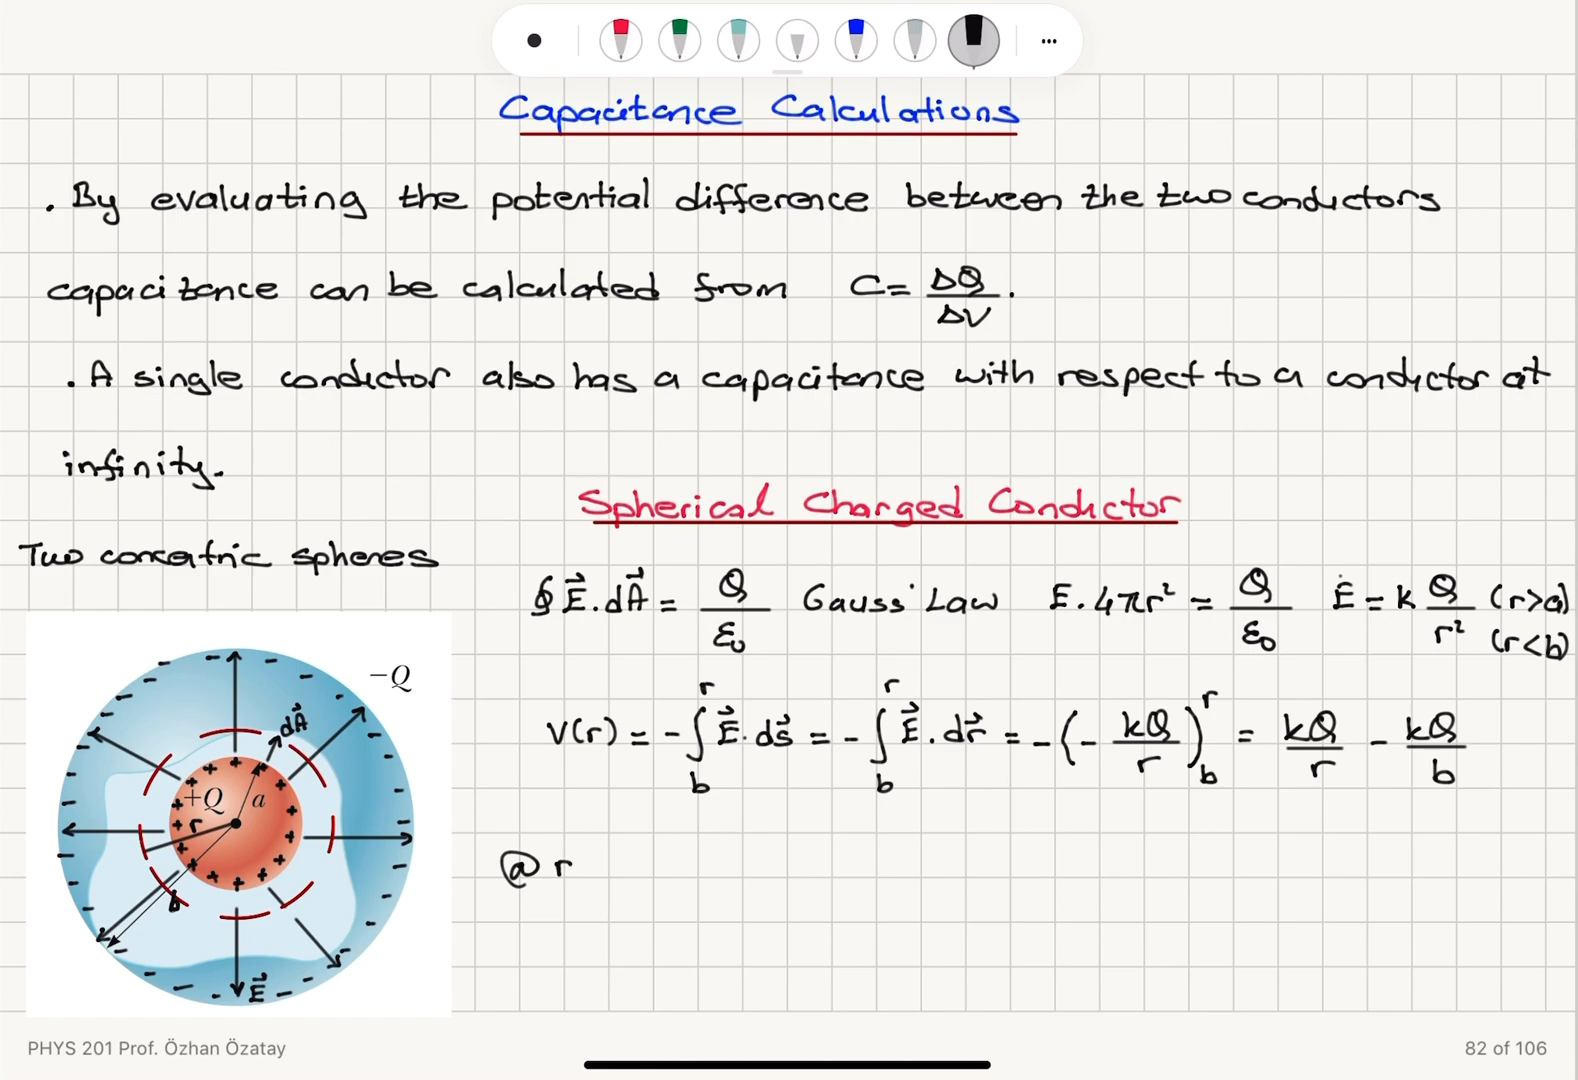 Capacitance Calculations
. By evaluating the potential difference between the two conductors
capacitance can be calculated from C = ΔQ/ΔV.
. A single conductor also has a capacitance with respect to a conductor at
infinity.
Spherical Charged Conductor
Two concentric spheres
∮ E⃗.dA⃗ = Q/ε₀ Gauss' Law E.4πr² = Q/ε₀ E = k Q/r² (r>a)
(r<b)
V(r) = -∫_b^r E⃗.ds⃗ = -∫_b^r E⃗.dr⃗ = -(-kQ/r)_b^r = kQ/r - kQ/b
@ r
-Q
dA⃗
+Q
a
r
b
E⃗
PHYS 201 Prof. Özhan Özatay
82 of 106